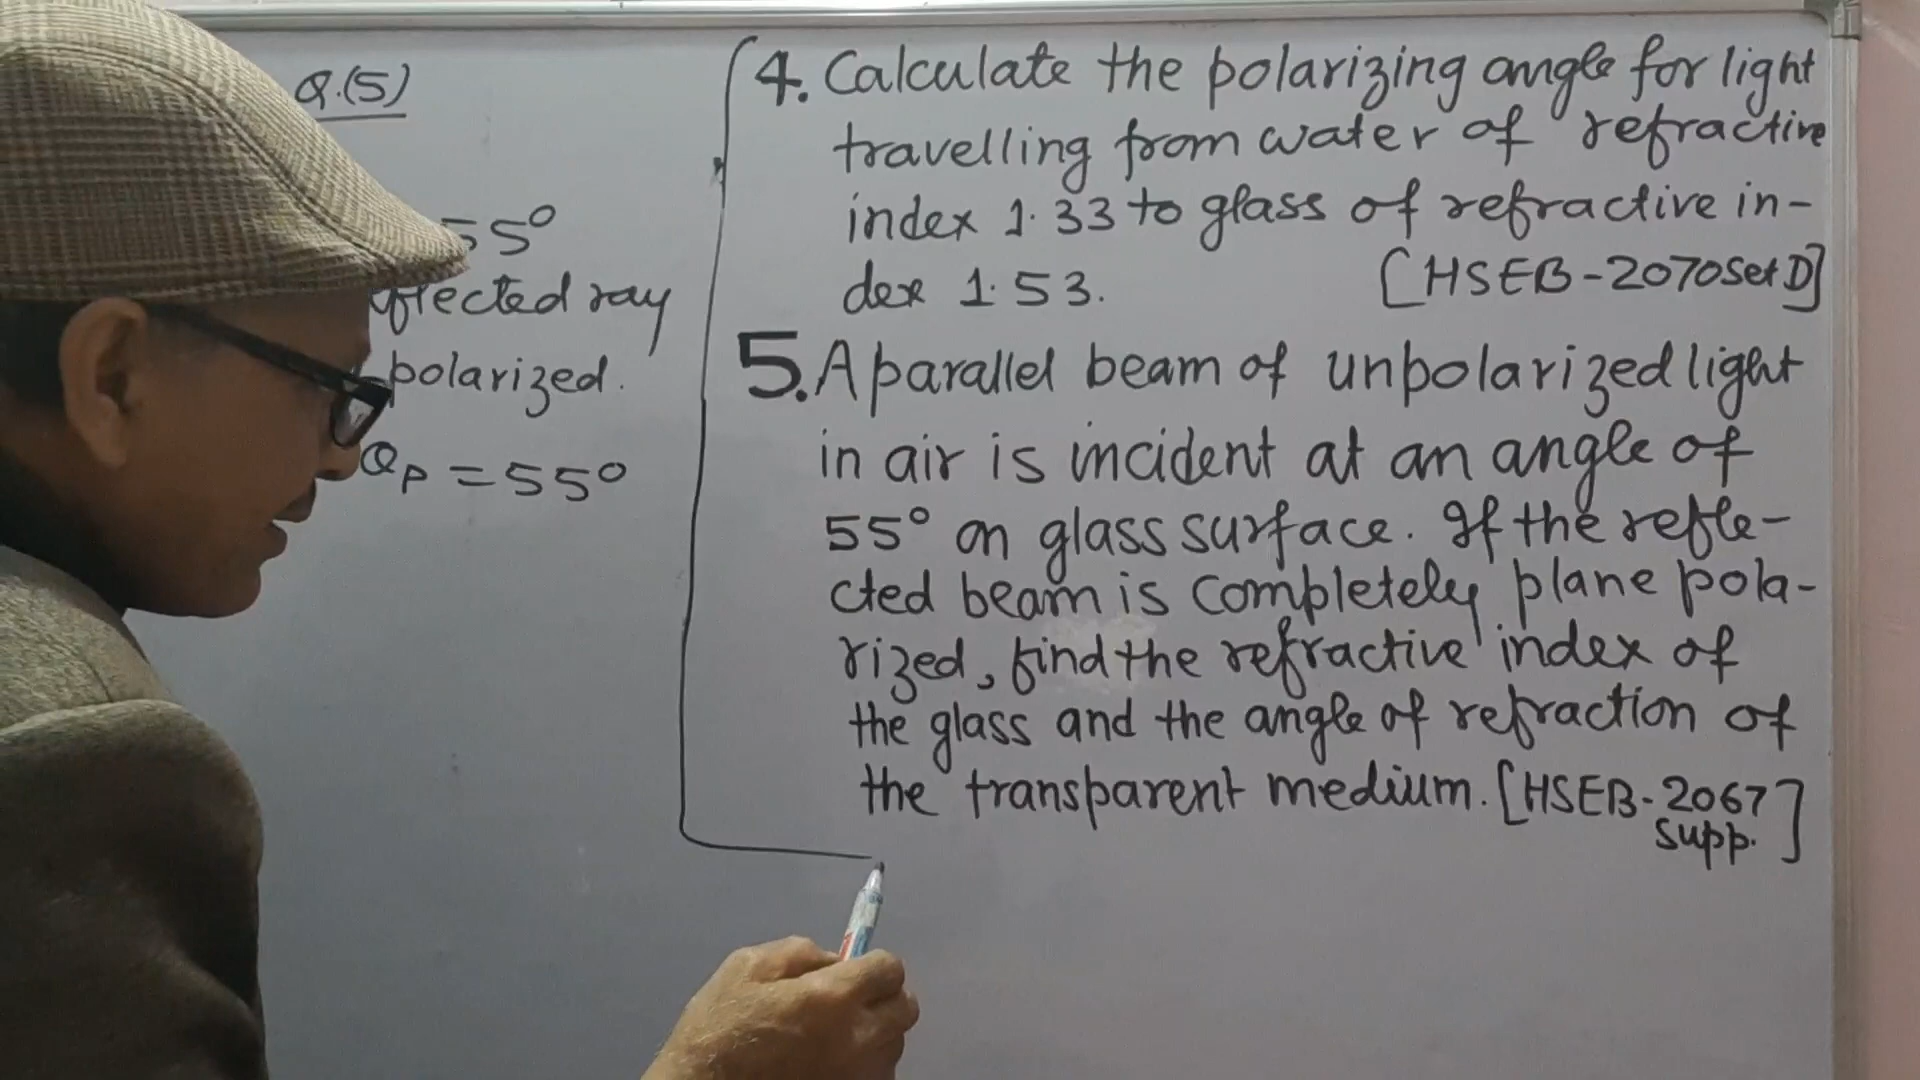 Q.(5)
55°
reflected ray
polarized.
θp = 55°
4. Calculate the polarizing angle for light
travelling from water of refractive
index 1.33 to glass of refractive in-
dex 1.53. [HSEB-2070 Set D]
5. A parallel beam of unpolarized light
in air is incident at an angle of
55° on glass surface. If the refle-
cted beam is completely plane pola-
rized, find the refractive index of
the glass and the angle of refraction of
the transparent medium. [HSEB-2067
supp.]